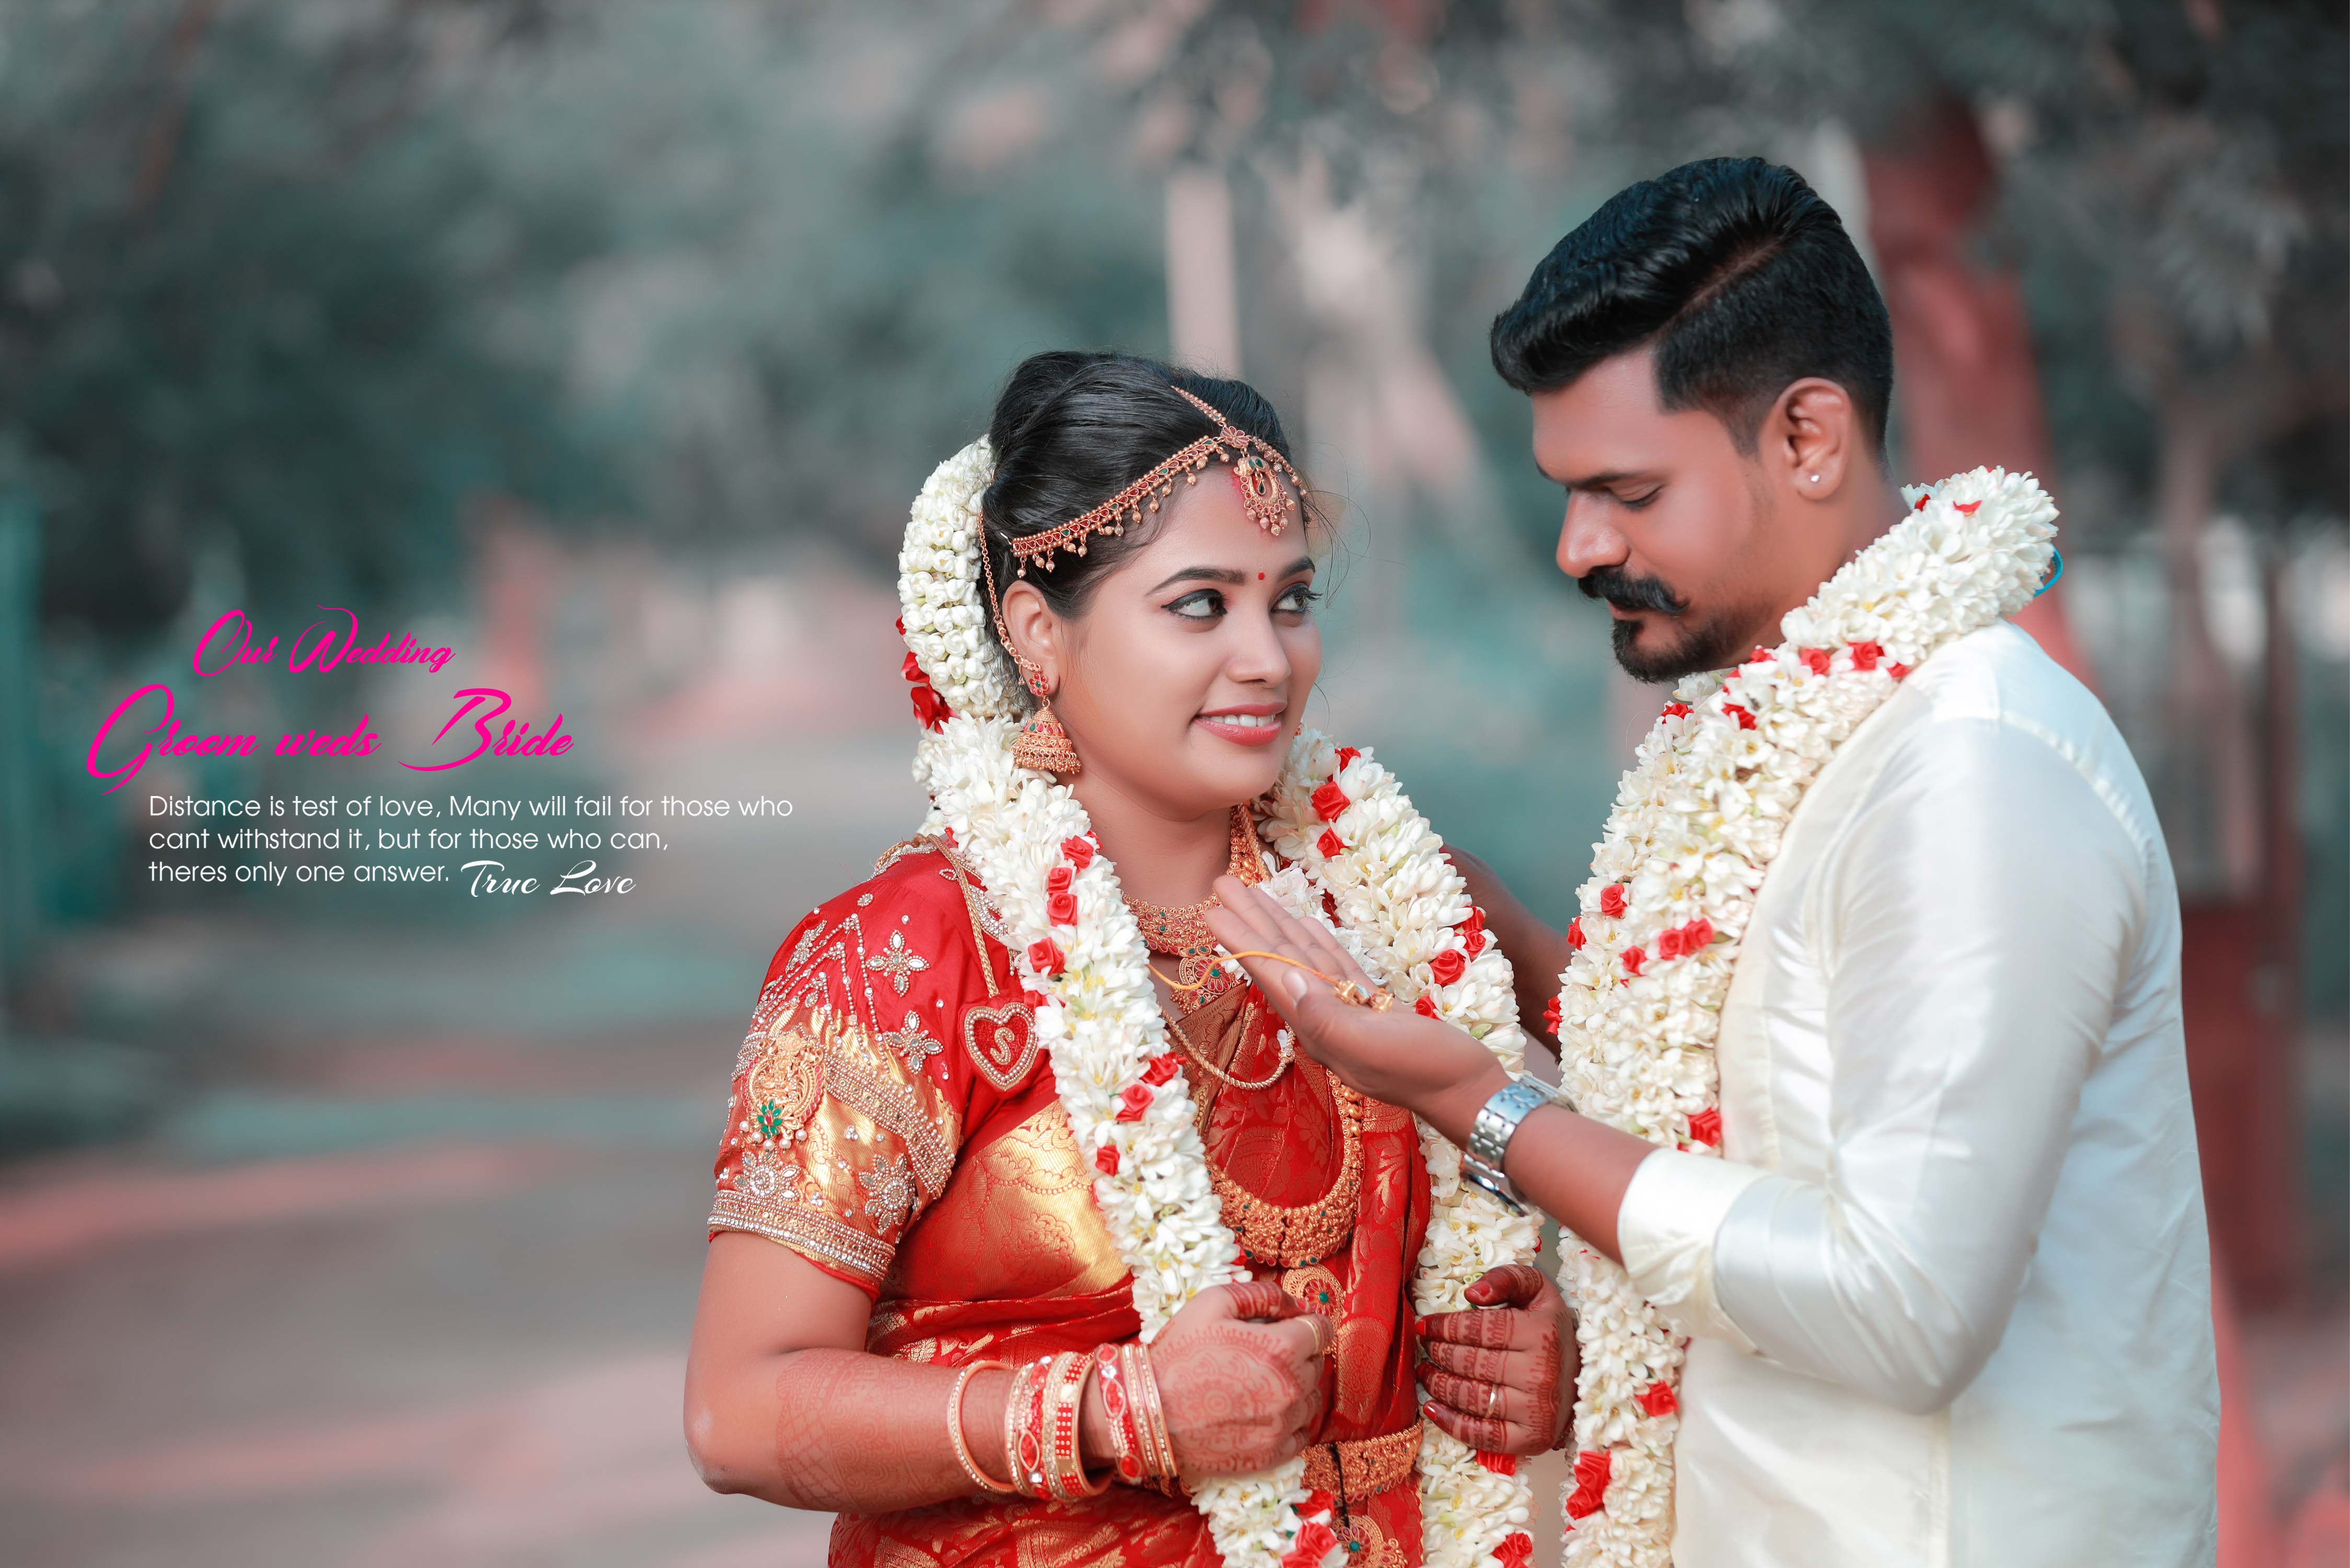 Our Wedding
Groom weds Bride
Distance is test of love, Many will fail for those who
cant withstand it, but for those who can,
theres only one answer. True Love
S